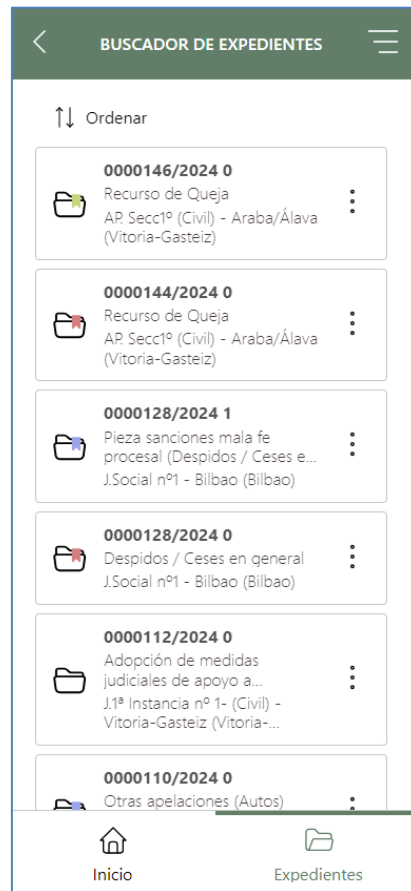 BUSCADOR DE EXPEDIENTES
Ordenar
0000146/2024 0
Recurso de Queja
AP. Secc1º (Civil) - Araba/Álava
(Vitoria-Gasteiz)
0000144/2024 0
Recurso de Queja
AP. Secc1º (Civil) - Araba/Álava
(Vitoria-Gasteiz)
0000128/2024 1
Pieza sanciones mala fe
procesal (Despidos / Ceses e...
J.Social nº1 - Bilbao (Bilbao)
0000128/2024 0
Despidos / Ceses en general
J.Social nº1 - Bilbao (Bilbao)
0000112/2024 0
Adopción de medidas
judiciales de apoyo a...
J.1ª Instancia nº 1- (Civil) -
Vitoria-Gasteiz (Vitoria-...
0000110/2024 0
Otras apelaciones (Autos)
Inicio
Expedientes